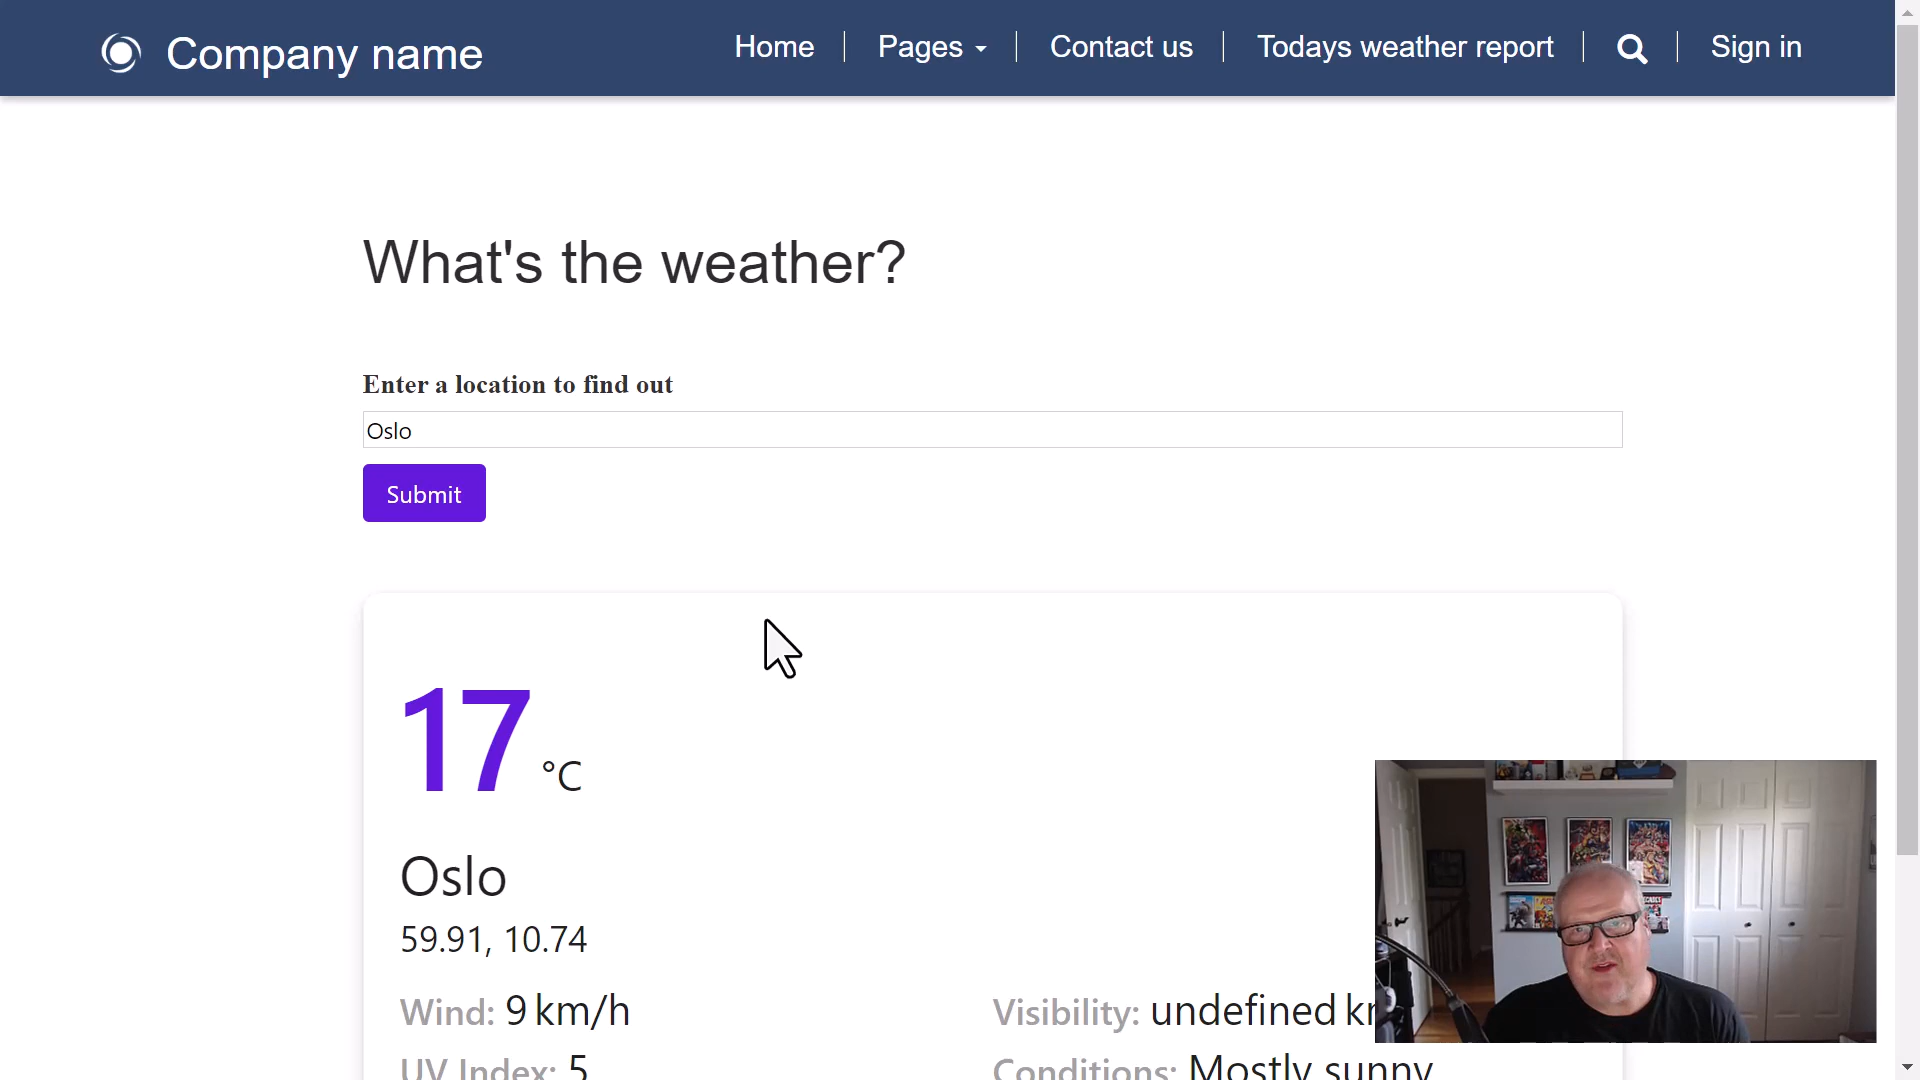 Company name
Home
Pages
Contact us
Todays weather report
Sign in
What's the weather?
Enter a location to find out
Oslo
Submit
17 °C
Oslo
59.91, 10.74
Wind: 9 km/h
Visibility: undefined
UV Index: 5
Conditions: Mostly sunny